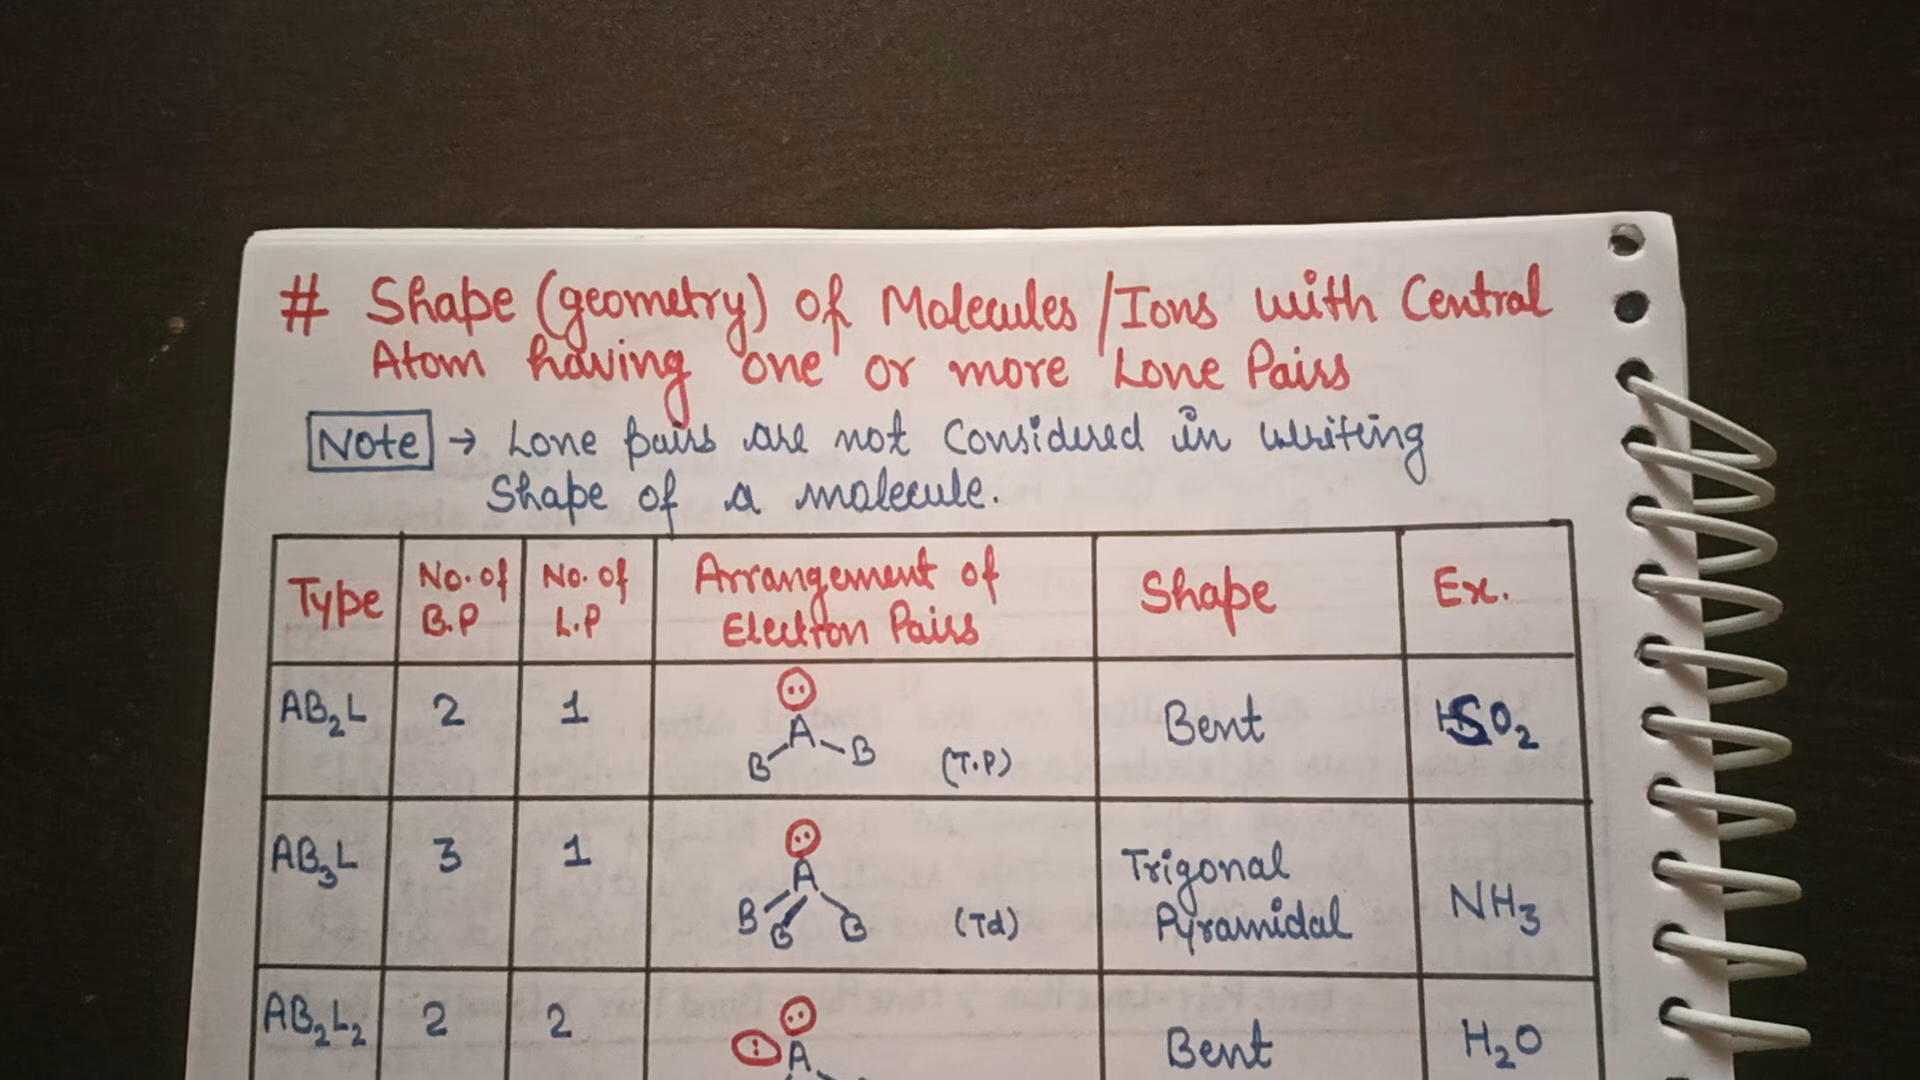 # Shape (geometry) of Molecules / Ions with Central
Atom having one or more Lone Pairs
Note → Lone pairs are not Considered in writing
Shape of a molecule.
Type No. of B.P No. of L.P Arrangement of Electron Pairs Shape Ex.
AB₂L 2 1 A B B (T.P) Bent SO₂
AB₃L 3 1 A B B B (Td) Trigonal Pyramidal NH₃
AB₂L₂ 2 2 A Bent H₂O